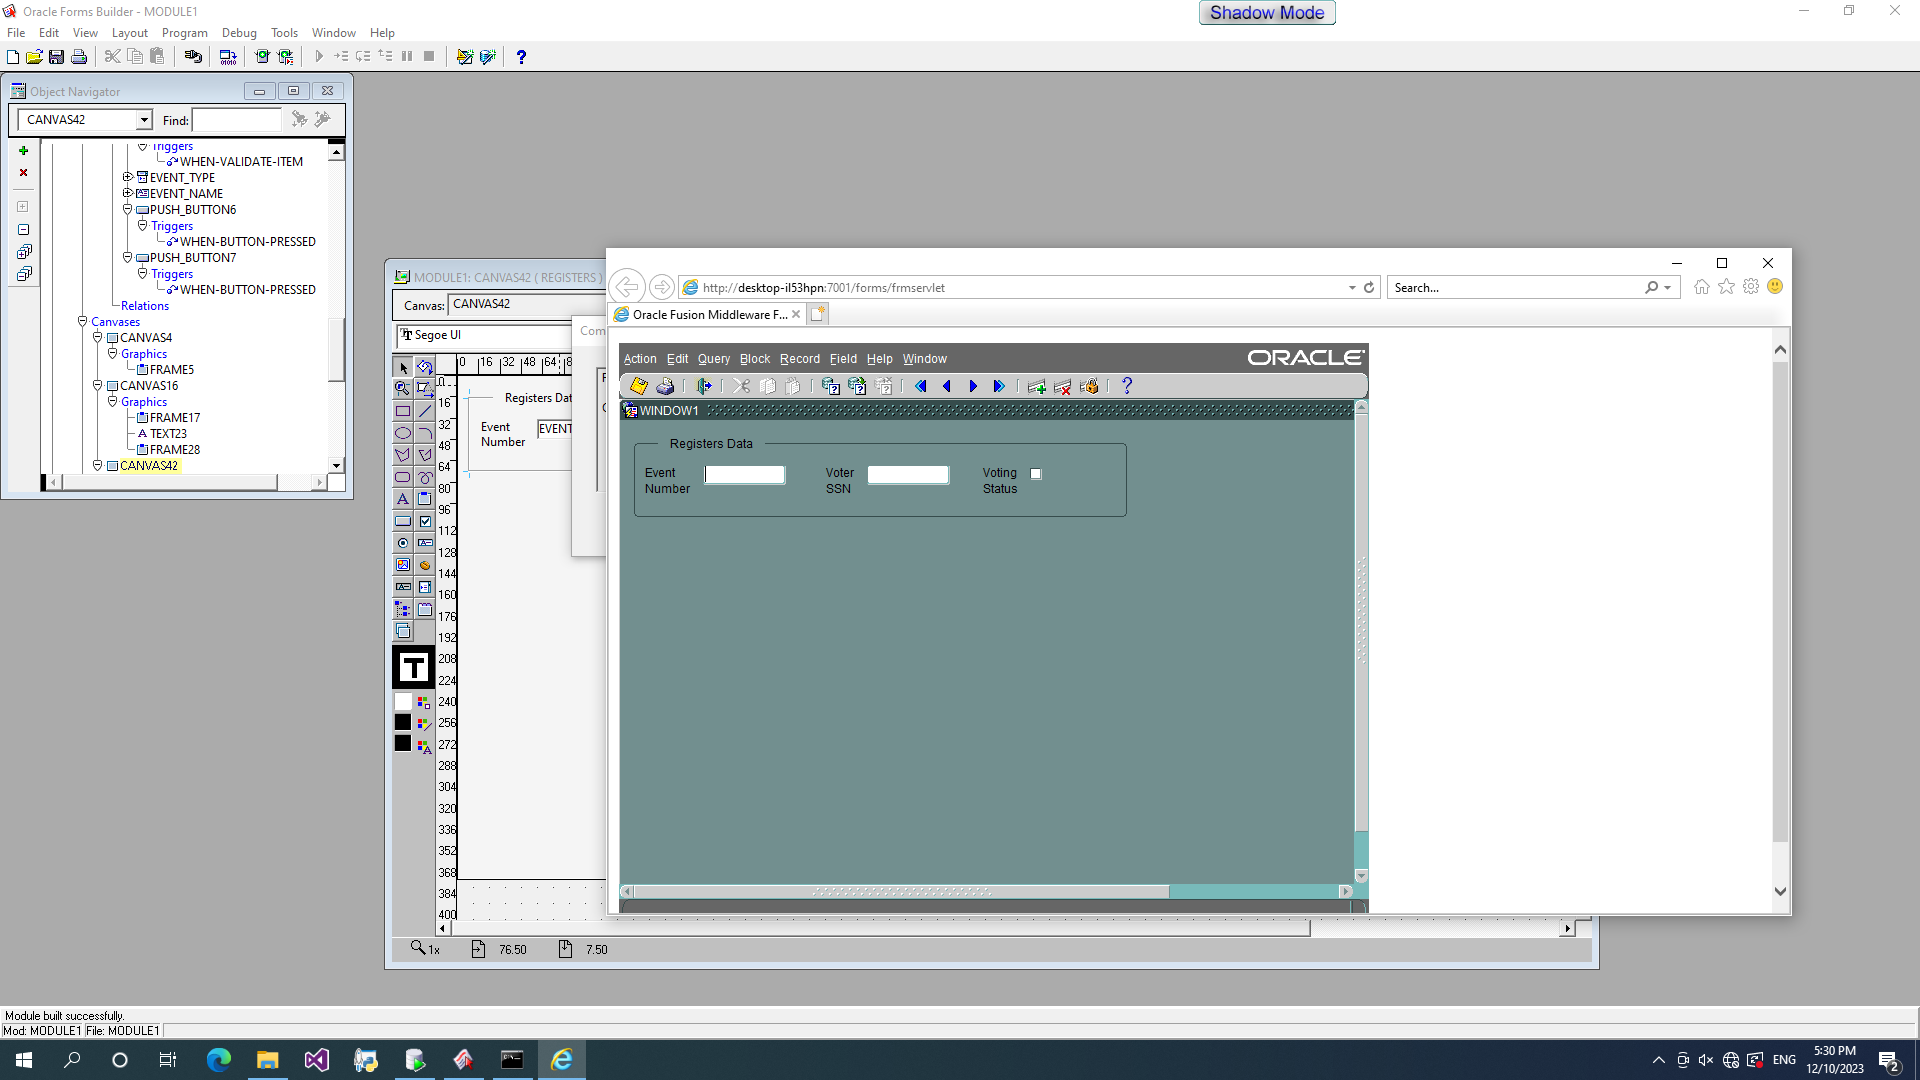 Oracle Forms Builder - MODULE1
Shadow Mode
File Edit View Layout Program Debug Tools Window Help
Object Navigator
CANVAS42
Find:
Triggers
WHEN-VALIDATE-ITEM
EVENT_TYPE
EVENT_NAME
PUSH_BUTTON6
Triggers
WHEN-BUTTON-PRESSED
PUSH_BUTTON7
Triggers
WHEN-BUTTON-PRESSED
Relations
Canvases
CANVAS4
Graphics
FRAME5
CANVAS16
Graphics
FRAME17
A TEXT23
FRAME28
CANVAS42
MODULE1: CANVAS42 ( REGISTERS )
Canvas: CANVAS42
Segoe UI
Com
0 16 32 48 64
16
32
48
64
80
96
112
128
144
160
176
192
208
224
240
256
272
288
304
320
336
352
368
384
400
Registers Dat
Event
Number
EVENT
1x 76.50 7.50
http://desktop-il53hpn:7001/forms/frmservlet
Search...
Oracle Fusion Middleware F...
Action Edit Query Block Record Field Help Window
ORACLE
WINDOW1
Registers Data
Event
Number
Voter
SSN
Voting
Status
Module built successfully.
Mod: MODULE1 File: MODULE1
ENG
5:30 PM
12/10/2023
2